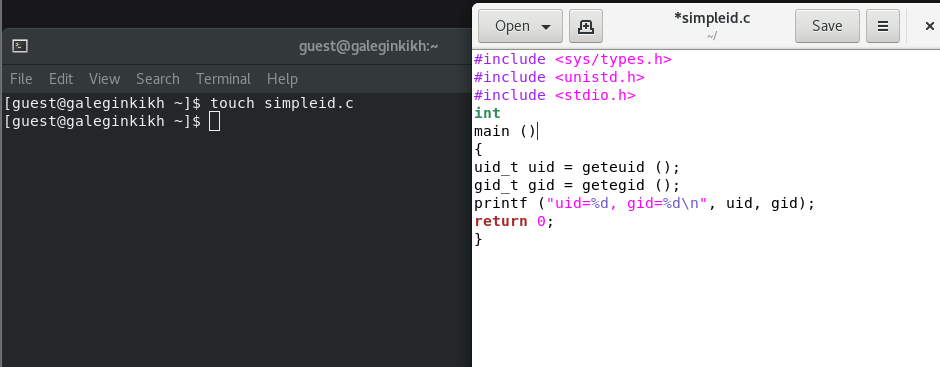 guest@galeginkikh:~
File Edit View Search Terminal Help
[guest@galeginkikh ~]$ touch simpleid.c
[guest@galeginkikh ~]$
Open
*simpleid.c
~/
Save
#include <sys/types.h>
#include <unistd.h>
#include <stdio.h>
int
main ()
{
uid_t uid = geteuid ();
gid_t gid = getegid ();
printf ("uid=%d, gid=%d\n", uid, gid);
return 0;
}